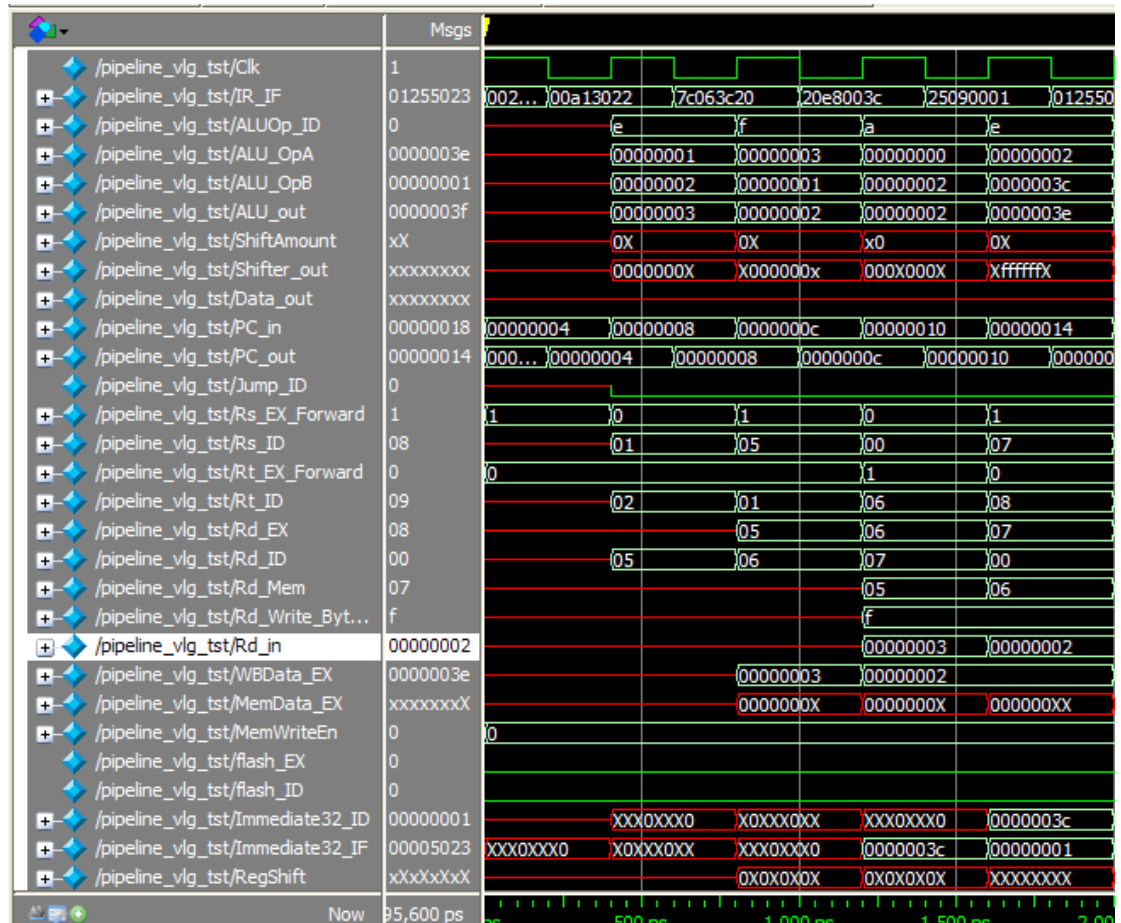 Msgs
/pipeline_vlg_tst/Clk 1
/pipeline_vlg_tst/IR_IF 01255023 002... 00a13022 7c063c20 20e8003c 25090001 012550
/pipeline_vlg_tst/ALUOp_ID 0 e f a e
/pipeline_vlg_tst/ALU_OpA 0000003e 00000001 00000003 00000000 00000002
/pipeline_vlg_tst/ALU_OpB 00000001 00000002 00000001 00000002 0000003c
/pipeline_vlg_tst/ALU_out 0000003f 00000003 00000002 00000002 0000003e
/pipeline_vlg_tst/ShiftAmount xX 0X 0X x0 0X
/pipeline_vlg_tst/Shifter_out xxxxxxxx 0000000X X000000x 000X000X XffffffX
/pipeline_vlg_tst/Data_out xxxxxxxx
/pipeline_vlg_tst/PC_in 00000018 00000004 00000008 0000000c 00000010 00000014
/pipeline_vlg_tst/PC_out 00000014 000... 00000004 00000008 0000000c 00000010 000000
/pipeline_vlg_tst/Jump_ID 0
/pipeline_vlg_tst/Rs_EX_Forward 1 1 0 1 0 1
/pipeline_vlg_tst/Rs_ID 08 01 05 00 07
/pipeline_vlg_tst/Rt_EX_Forward 0 0 1 0
/pipeline_vlg_tst/Rt_ID 09 02 01 06 08
/pipeline_vlg_tst/Rd_EX 08 05 06 07
/pipeline_vlg_tst/Rd_ID 00 05 06 07 00
/pipeline_vlg_tst/Rd_Mem 07 05 06
/pipeline_vlg_tst/Rd_Write_Byt... f f
/pipeline_vlg_tst/Rd_in 00000002 00000003 00000002
/pipeline_vlg_tst/WBData_EX 0000003e 00000003 00000002
/pipeline_vlg_tst/MemData_EX xxxxxxxX 0000000X 0000000X 000000XX
/pipeline_vlg_tst/MemWriteEn 0 0
/pipeline_vlg_tst/flash_EX 0
/pipeline_vlg_tst/flash_ID 0
/pipeline_vlg_tst/Immediate32_ID 00000001 XXX0XXX0 X0XXX0XX XXX0XXX0 0000003c
/pipeline_vlg_tst/Immediate32_IF 00005023 XXX0XXX0 X0XXX0XX XXX0XXX0 0000003c 00000001
/pipeline_vlg_tst/RegShift xXxXxXxX 0X0X0X0X 0X0X0X0X XXXXXXXX
Now 95,600 ps ps 500 ps 1,000 ps 1,500 ps 2,00